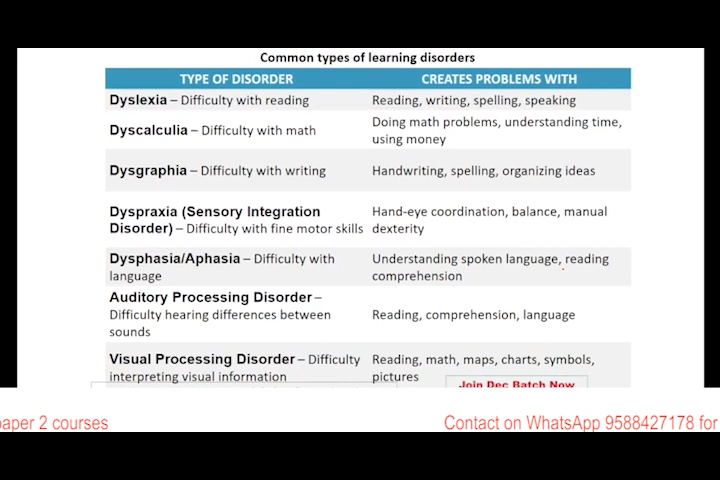 Common types of learning disorders
TYPE OF DISORDER CREATES PROBLEMS WITH
Dyslexia – Difficulty with reading Reading, writing, spelling, speaking
Dyscalculia – Difficulty with math
Doing math problems, understanding time,
using money
Dysgraphia – Difficulty with writing Handwriting, spelling, organizing ideas
Dyspraxia (Sensory Integration
Disorder) – Difficulty with fine motor skills
Hand-eye coordination, balance, manual
dexterity
Dysphasia/Aphasia – Difficulty with
language
Understanding spoken language, reading
comprehension
Auditory Processing Disorder –
Difficulty hearing differences between
sounds
Reading, comprehension, language
Visual Processing Disorder – Difficulty
interpreting visual information
Reading, math, maps, charts, symbols,
pictures
Join Dec Batch Now
paper 2 courses Contact on WhatsApp 9588427178 for